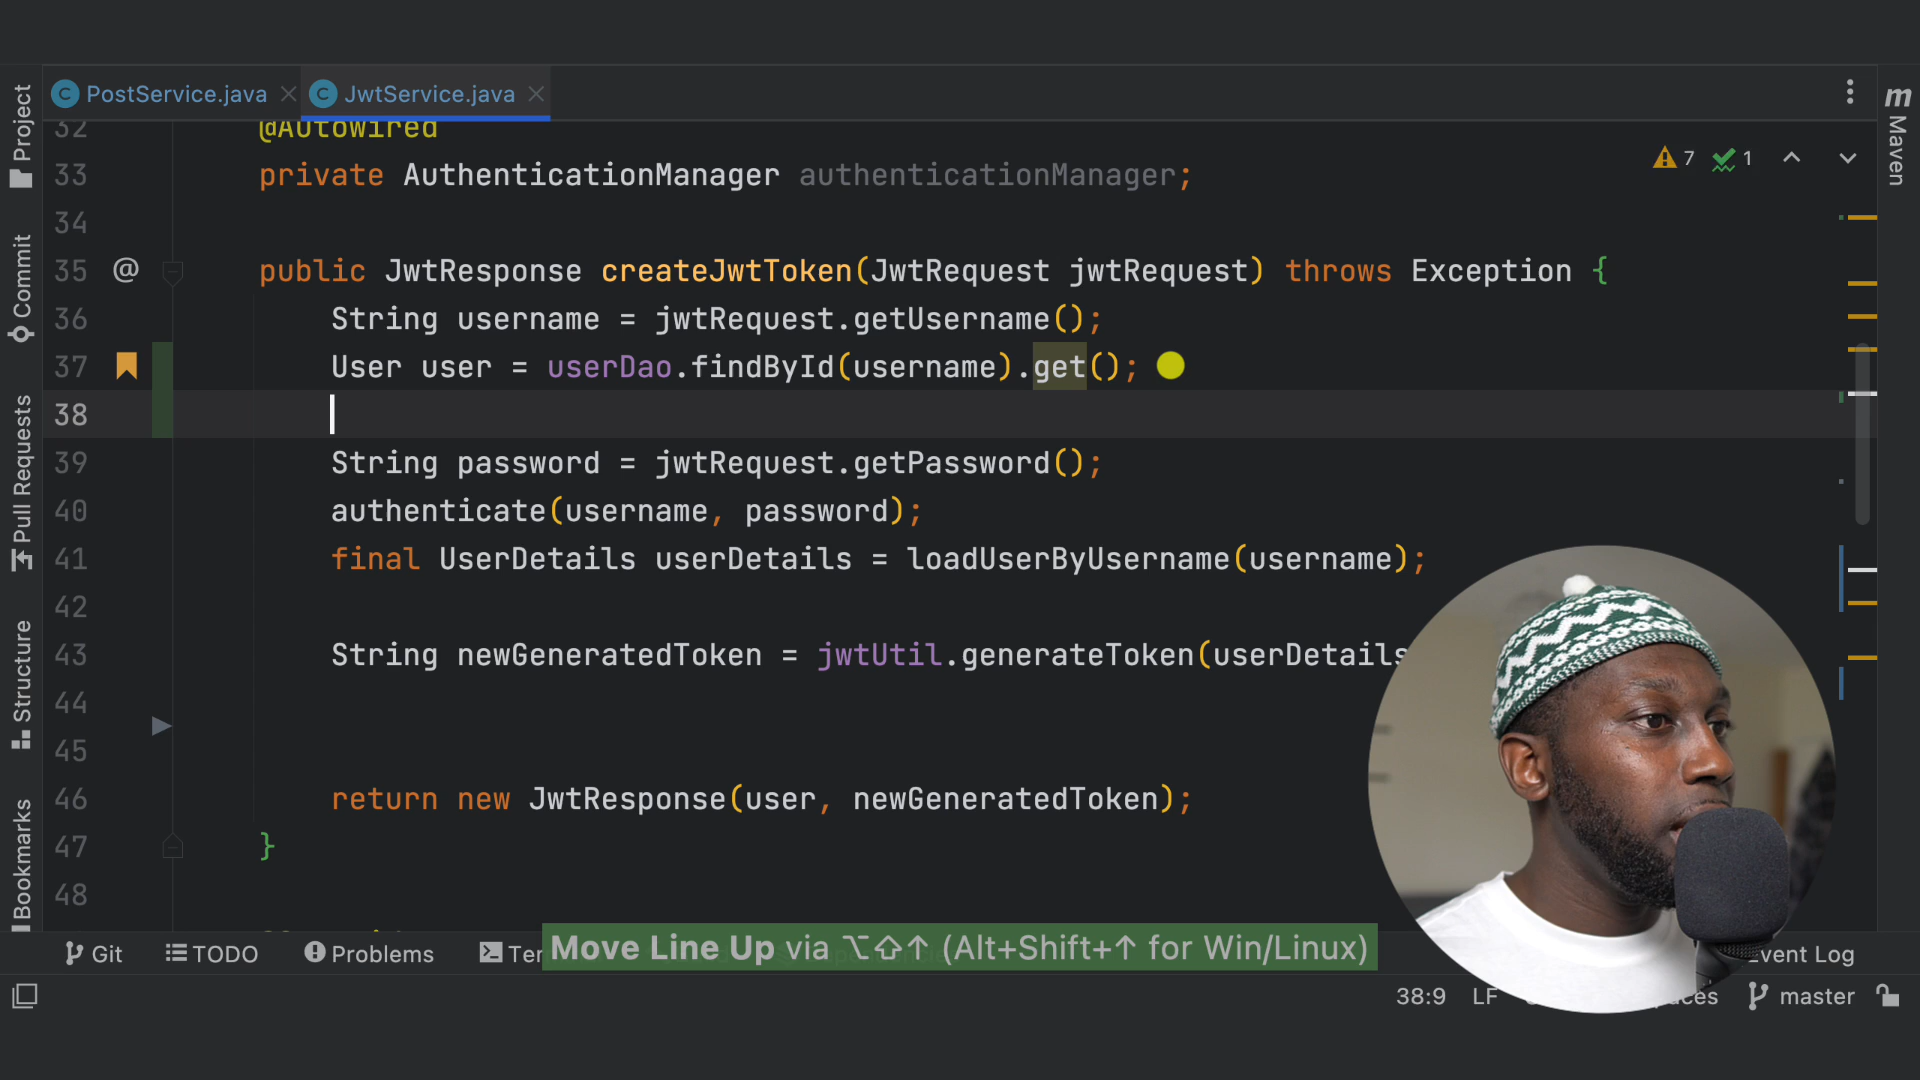 PostService.java
JwtService.java
m
Maven
Project
Commit
Pull Requests
Structure
Bookmarks
7 1
32 @Autowired
33 private AuthenticationManager authenticationManager;
34
35 @ public JwtResponse createJwtToken(JwtRequest jwtRequest) throws Exception {
36 String username = jwtRequest.getUsername();
37 User user = userDao.findById(username).get();
38
39 String password = jwtRequest.getPassword();
40 authenticate(username, password);
41 final UserDetails userDetails = loadUserByUsername(username);
42
43 String newGeneratedToken = jwtUtil.generateToken(userDetails
44
45
46 return new JwtResponse(user, newGeneratedToken);
47 }
48
Git TODO Problems Ter
Move Line Up via ⌥⇧↑ (Alt+Shift+↑ for Win/Linux)
Event Log
38:9 LF master